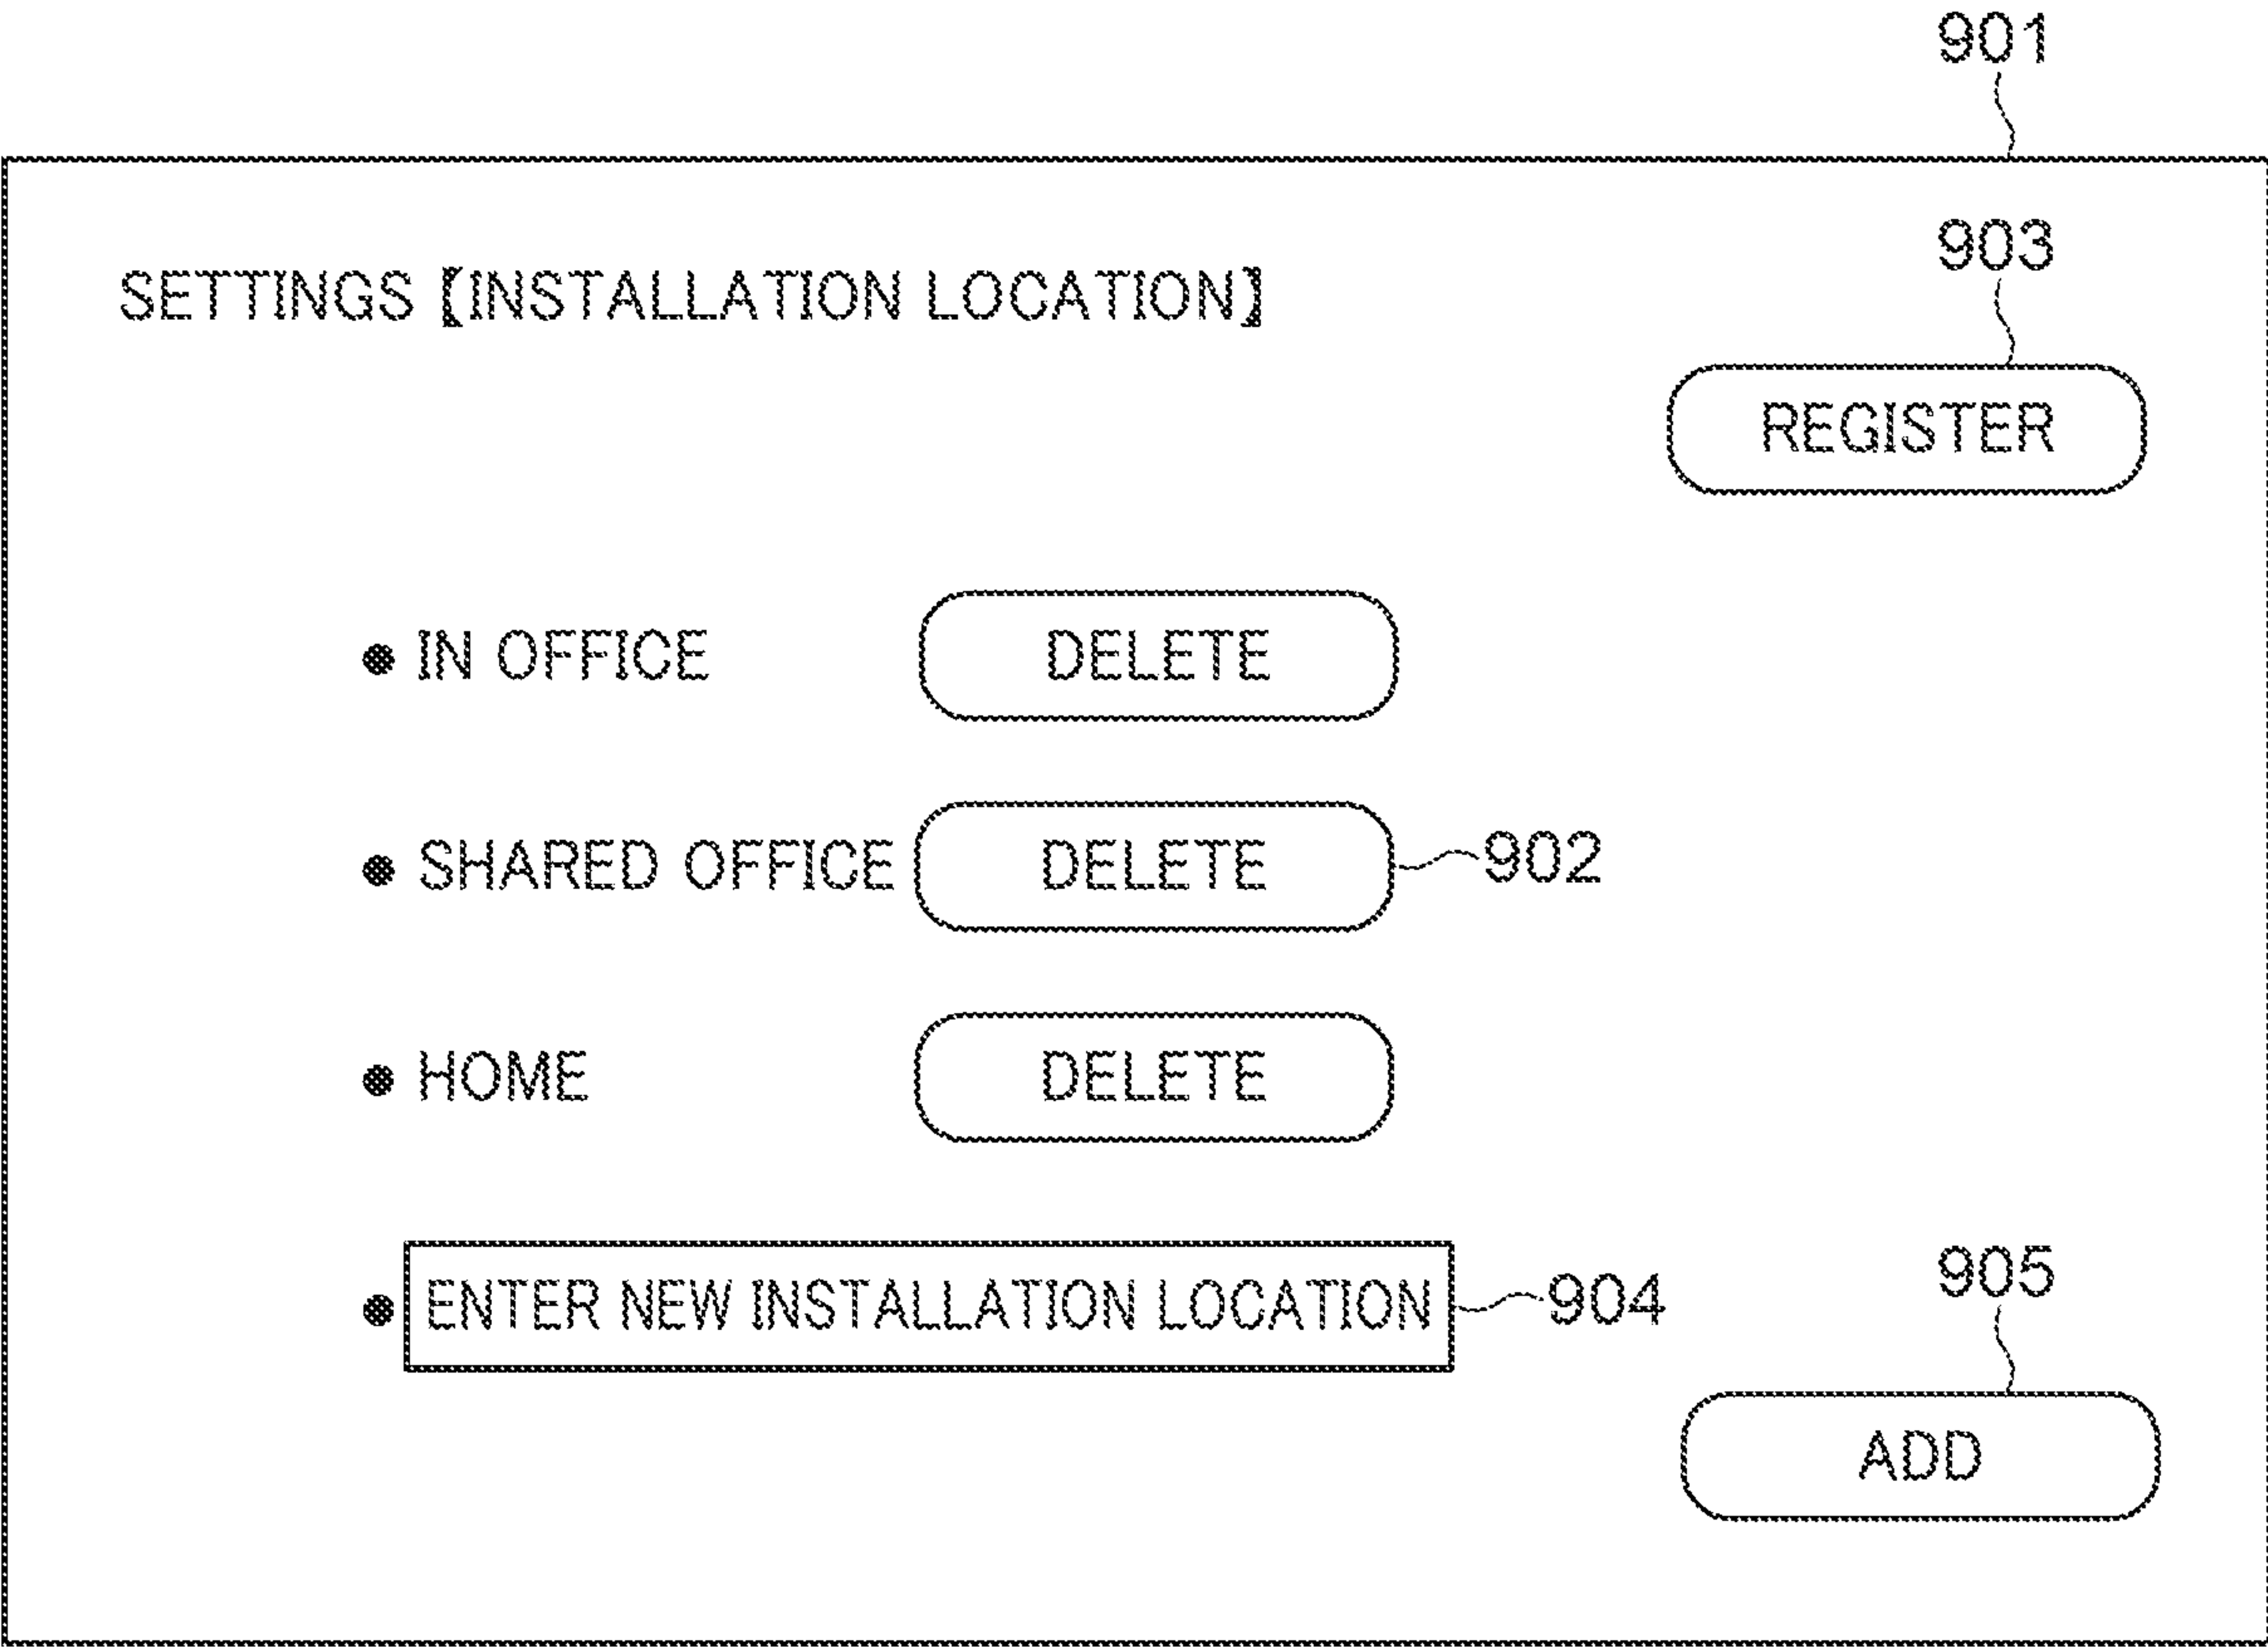 901
SETTINGS【INSTALLATION LOCATION】
903
REGISTER
● IN OFFICE DELETE
● SHARED OFFICE DELETE 902
● HOME DELETE
● ENTER NEW INSTALLATION LOCATION 904
905
ADD